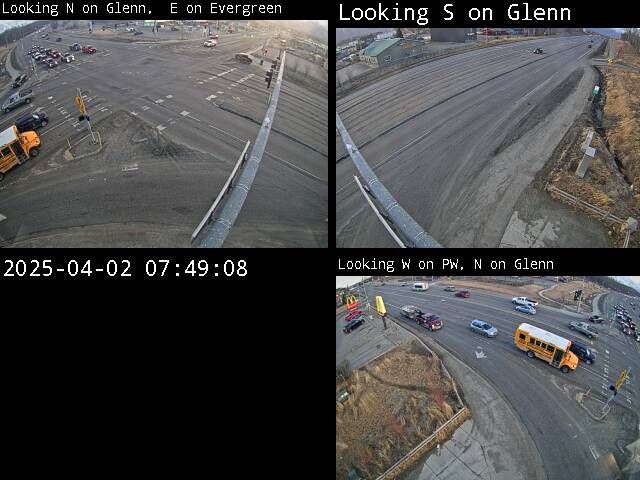 Looking N on Glenn,  E on Evergreen
Looking S on Glenn
2025-04-02 07:49:08
Looking W on PW, N on Glenn